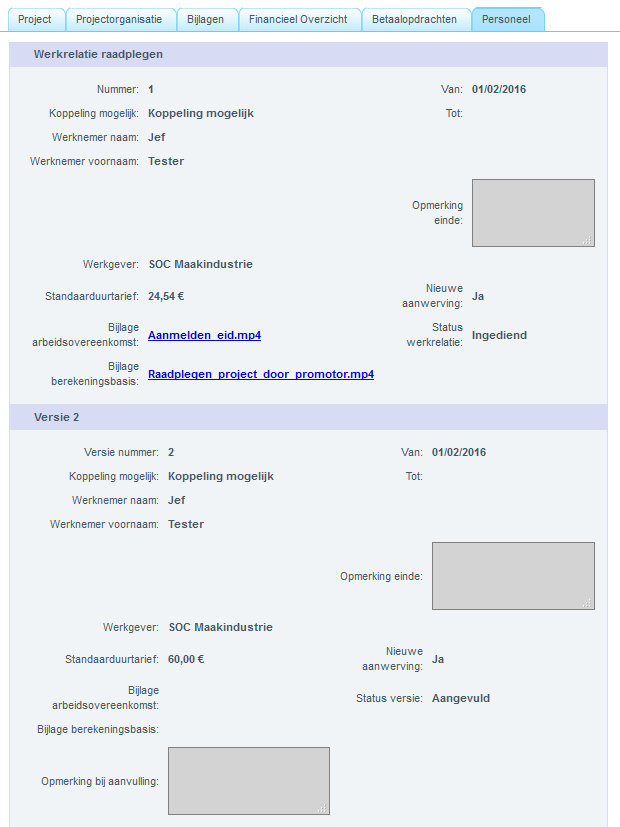 Project Projectorganisatie Bijlagen Financieel Overzicht Betaalopdrachten Personeel
Werkrelatie raadplegen
Nummer: 1 Van: 01/02/2016
Koppeling mogelijk: Koppeling mogelijk Tot:
Werknemer naam: Jef
Werknemer voornaam: Tester
Opmerking
einde:
Werkgever: SOC Maakindustrie
Standaarduurtarief: 24,54 € Nieuwe
aanwerving: Ja
Bijlage
arbeidsovereenkomst: Aanmelden_eid.mp4
Status
werkrelatie: Ingediend
Bijlage
berekeningsbasis: Raadplegen_project_door_promotor.mp4
Versie 2
Versie nummer: 2 Van: 01/02/2016
Koppeling mogelijk: Koppeling mogelijk Tot:
Werknemer naam: Jef
Werknemer voornaam: Tester
Opmerking einde:
Werkgever: SOC Maakindustrie
Standaarduurtarief: 60,00 € Nieuwe
aanwerving: Ja
Bijlage
arbeidsovereenkomst:
Status versie: Aangevuld
Bijlage berekeningsbasis:
Opmerking bij aanvulling: